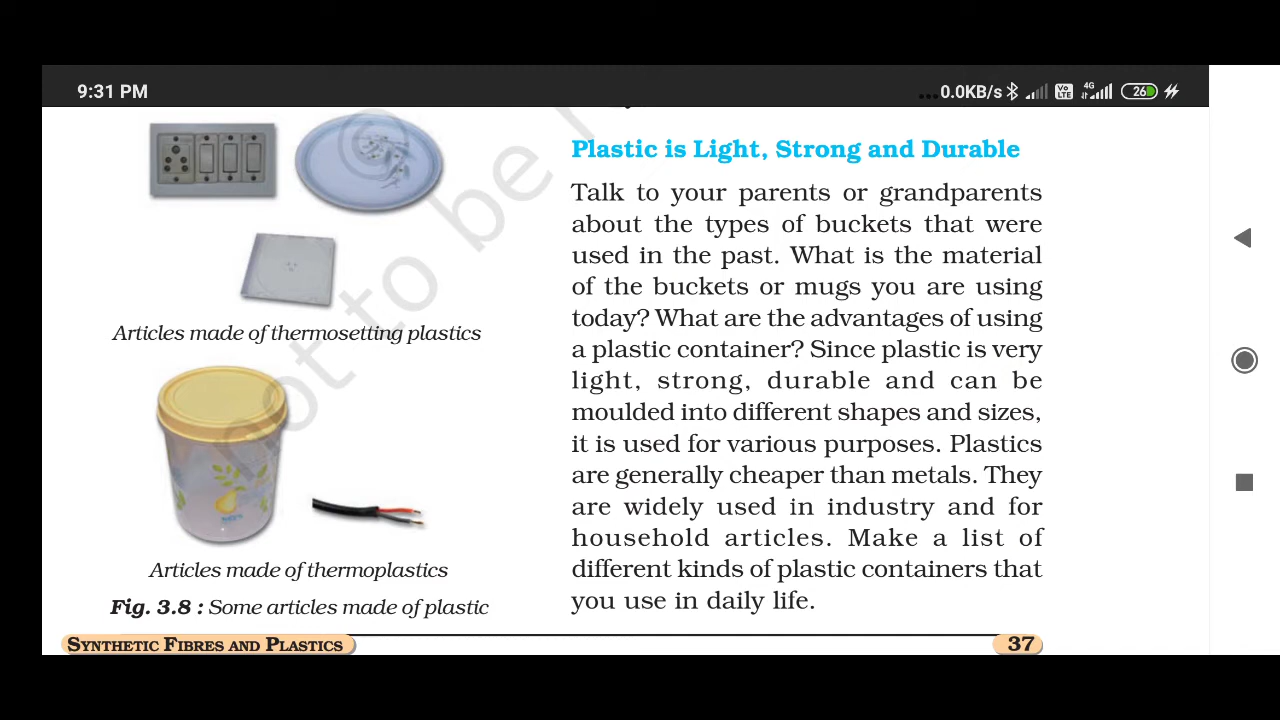 9:31 PM
...0.0KB/s
Vo LTE
4G
26
not to be r
Plastic is Light, Strong and Durable
Talk to your parents or grandparents
about the types of buckets that were
used in the past. What is the material
of the buckets or mugs you are using
today? What are the advantages of using
a plastic container? Since plastic is very
light, strong, durable and can be
moulded into different shapes and sizes,
it is used for various purposes. Plastics
are generally cheaper than metals. They
are widely used in industry and for
household articles. Make a list of
different kinds of plastic containers that
you use in daily life.
Articles made of thermosetting plastics
Articles made of thermoplastics
Fig. 3.8 : Some articles made of plastic
SYNTHETIC FIBRES AND PLASTICS
37